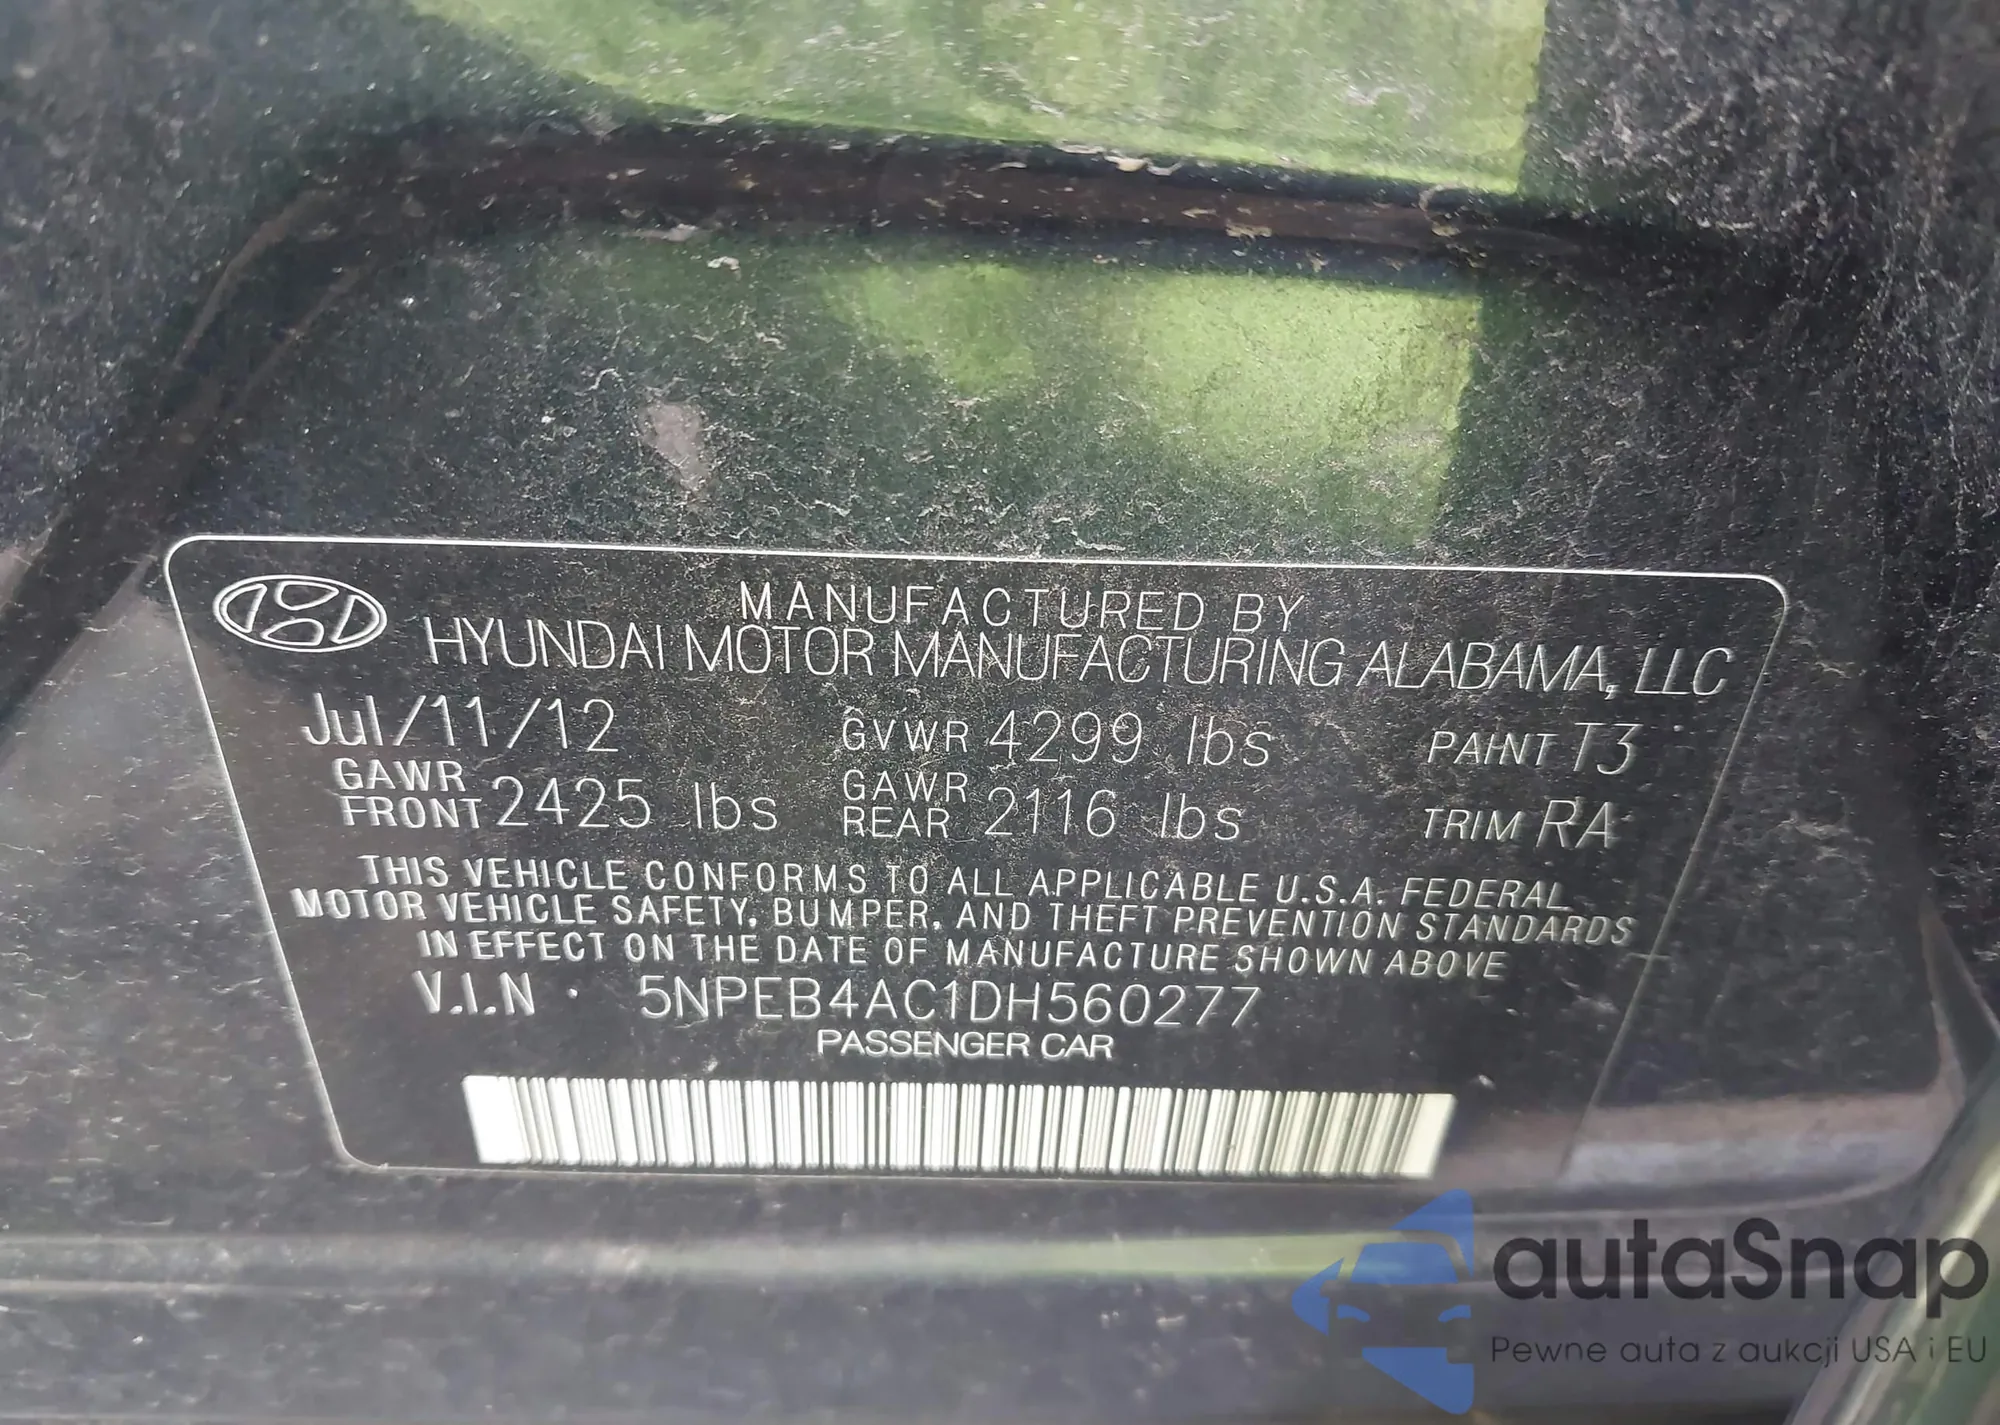 MANUFACTURED BY
HYUNDAI MOTOR MANUFACTURING ALABAMA, LLC
Jul/11/12 GVWR 4299 lbs PAINT T3
GAWR FRONT 2425 lbs GAWR REAR 2116 lbs TRIM RA
THIS VEHICLE CONFORMS TO ALL APPLICABLE U.S.A. FEDERAL
MOTOR VEHICLE SAFETY, BUMPER, AND THEFT PREVENTION STANDARDS
IN EFFECT ON THE DATE OF MANUFACTURE SHOWN ABOVE
V.I.N · 5NPEB4AC1DH560277
PASSENGER CAR
autaSnap
Pewne auta z aukcji USA i EU